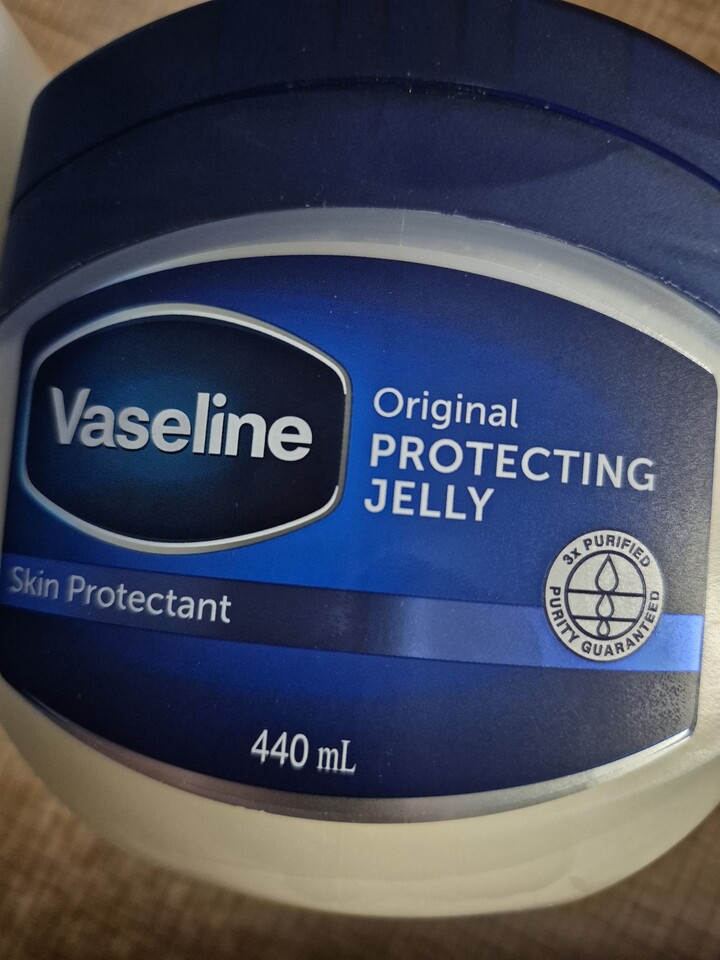 Vaseline
Original
PROTECTING
JELLY
3x PURIFIED
PURITY GUARANTEED
Skin Protectant
440 mL